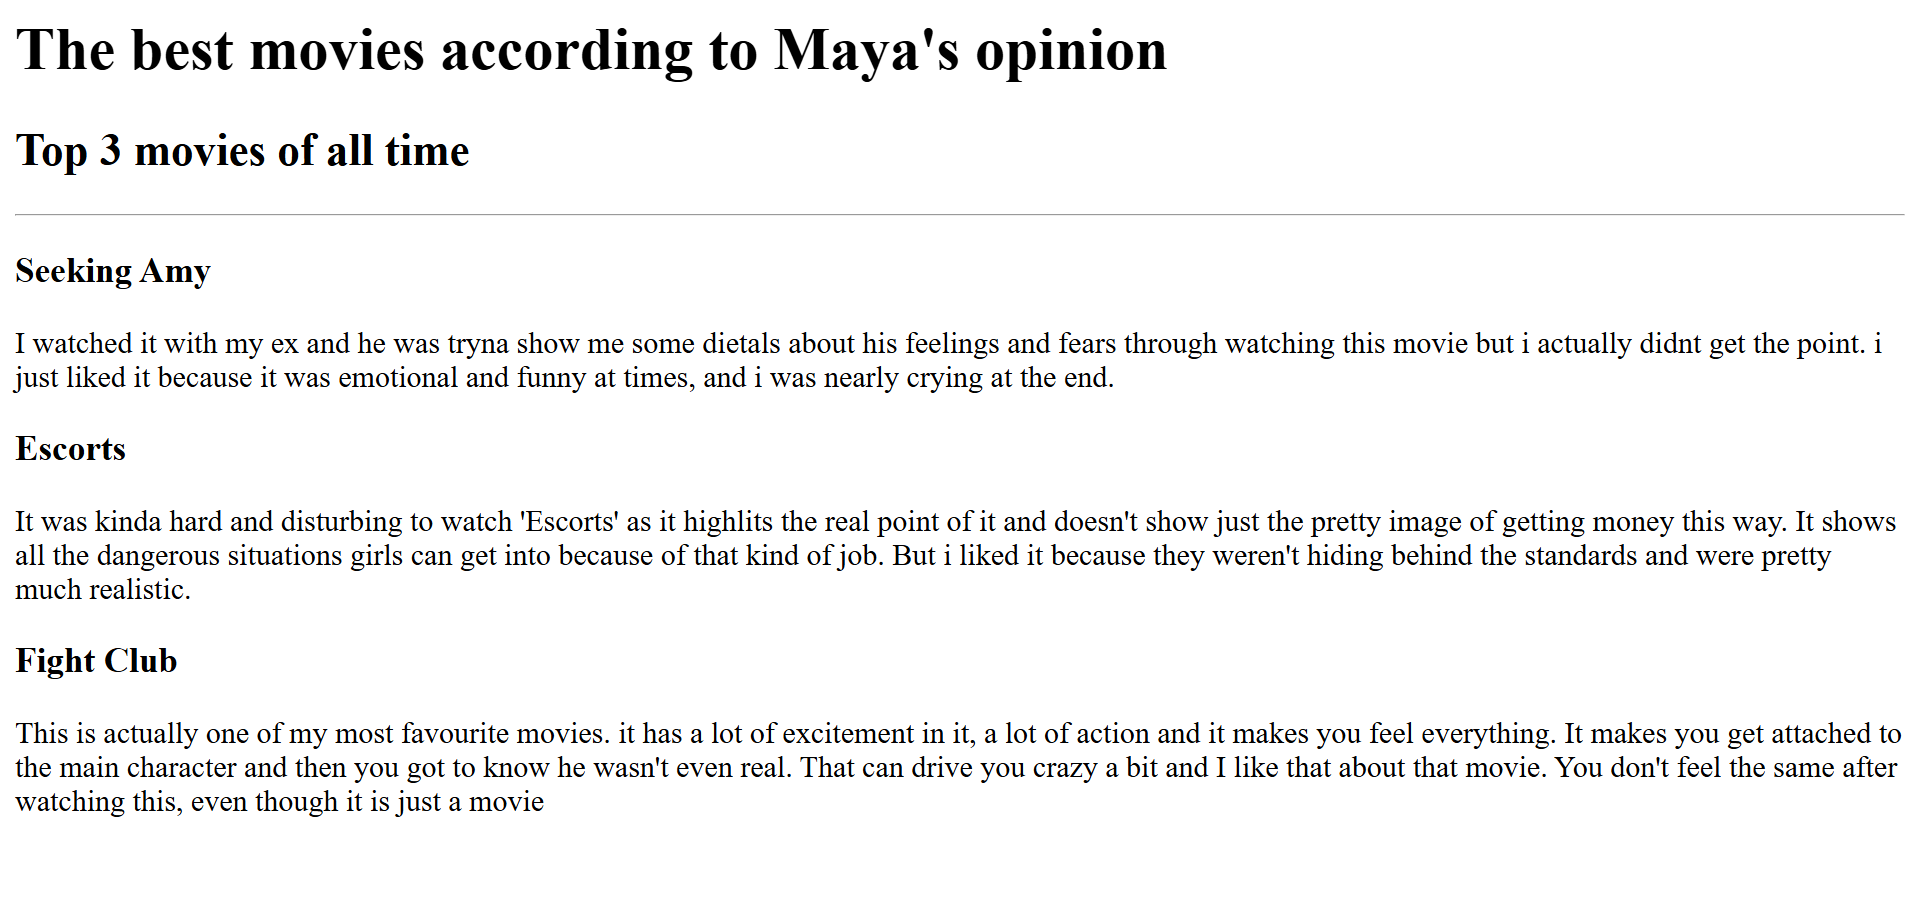 The best movies according to Maya's opinion
Top 3 movies of all time
Seeking Amy
I watched it with my ex and he was tryna show me some dietals about his feelings and fears through watching this movie but i actually didnt get the point. i
just liked it because it was emotional and funny at times, and i was nearly crying at the end.
Escorts
It was kinda hard and disturbing to watch 'Escorts' as it highlits the real point of it and doesn't show just the pretty image of getting money this way. It shows
all the dangerous situations girls can get into because of that kind of job. But i liked it because they weren't hiding behind the standards and were pretty
much realistic.
Fight Club
This is actually one of my most favourite movies. it has a lot of excitement in it, a lot of action and it makes you feel everything. It makes you get attached to
the main character and then you got to know he wasn't even real. That can drive you crazy a bit and I like that about that movie. You don't feel the same after
watching this, even though it is just a movie